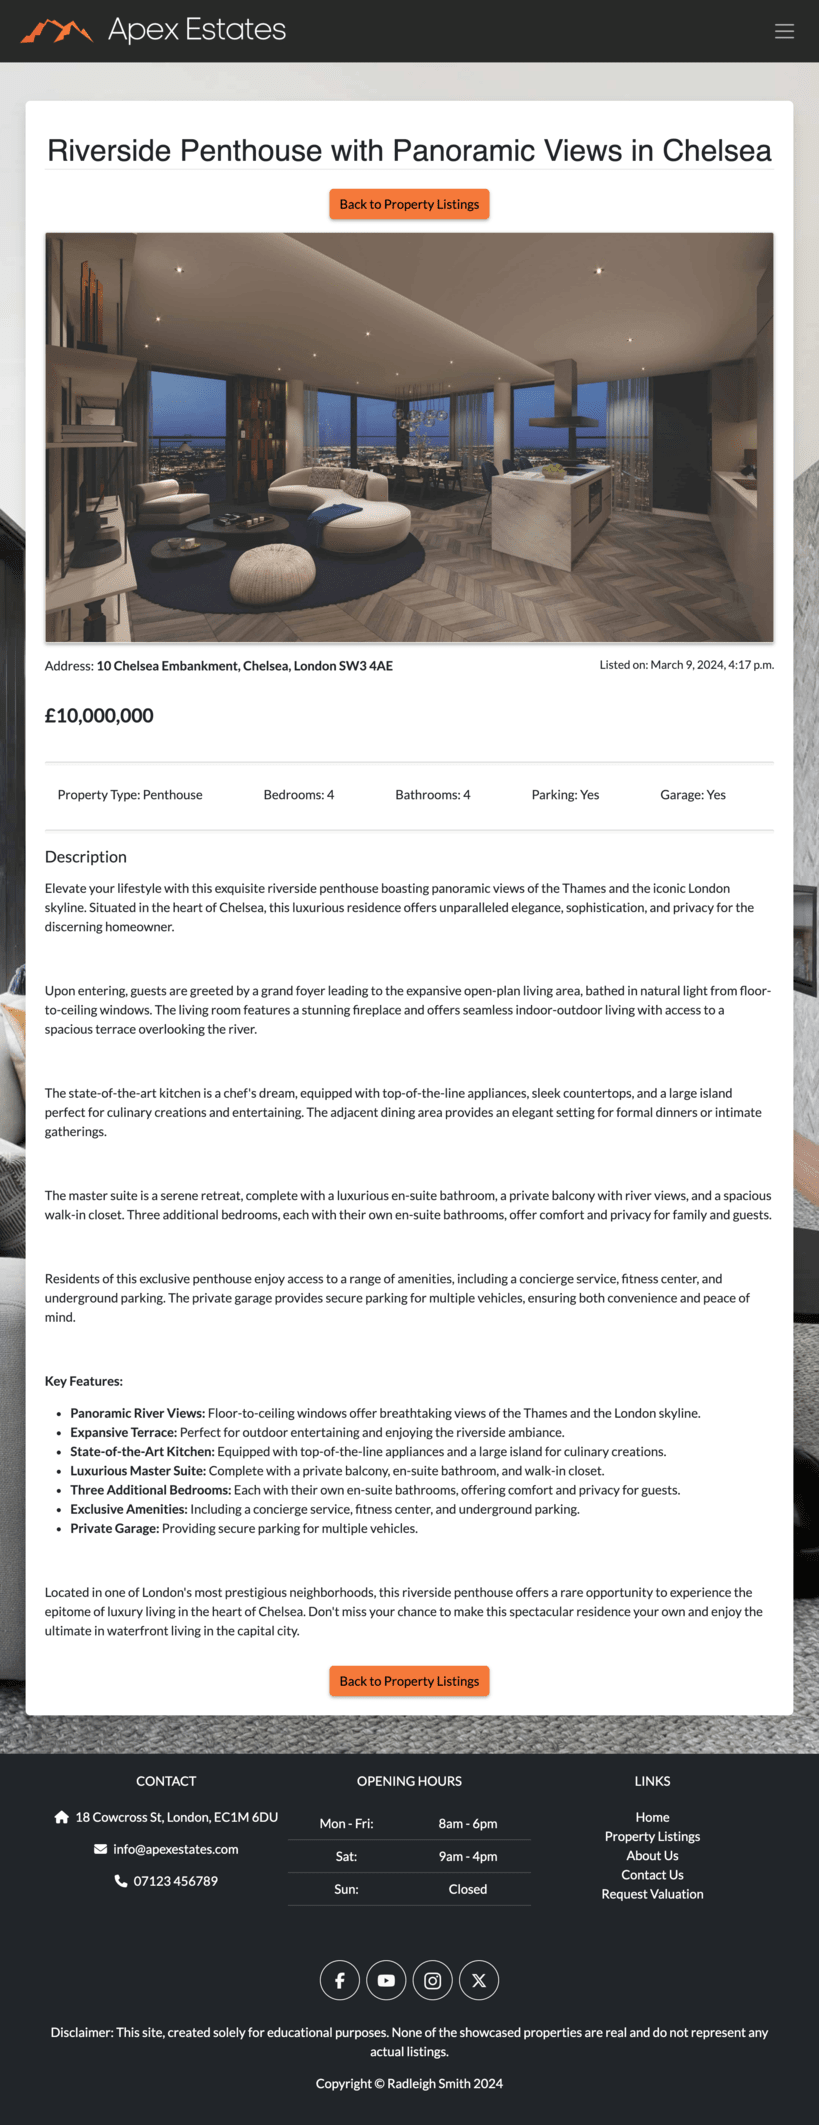 Apex Estates
Riverside Penthouse with Panoramic Views in Chelsea
Back to Property Listings
Address: 10 Chelsea Embankment, Chelsea, London SW3 4AE
Listed on: March 9, 2024, 4:17 p.m.
£10,000,000
Property Type: Penthouse
Bedrooms: 4
Bathrooms: 4
Parking: Yes
Garage: Yes
Description
Elevate your lifestyle with this exquisite riverside penthouse boasting panoramic views of the Thames and the iconic London
skyline. Situated in the heart of Chelsea, this luxurious residence offers unparalleled elegance, sophistication, and privacy for the
discerning homeowner.
Upon entering, guests are greeted by a grand foyer leading to the expansive open-plan living area, bathed in natural light from floor-
to-ceiling windows. The living room features a stunning fireplace and offers seamless indoor-outdoor living with access to a
spacious terrace overlooking the river.
The state-of-the-art kitchen is a chef's dream, equipped with top-of-the-line appliances, sleek countertops, and a large island
perfect for culinary creations and entertaining. The adjacent dining area provides an elegant setting for formal dinners or intimate
gatherings.
The master suite is a serene retreat, complete with a luxurious en-suite bathroom, a private balcony with river views, and a spacious
walk-in closet. Three additional bedrooms, each with their own en-suite bathrooms, offer comfort and privacy for family and guests.
Residents of this exclusive penthouse enjoy access to a range of amenities, including a concierge service, fitness center, and
underground parking. The private garage provides secure parking for multiple vehicles, ensuring both convenience and peace of
mind.
Key Features:
• Panoramic River Views: Floor-to-ceiling windows offer breathtaking views of the Thames and the London skyline.
• Expansive Terrace: Perfect for outdoor entertaining and enjoying the riverside ambiance.
• State-of-the-Art Kitchen: Equipped with top-of-the-line appliances and a large island for culinary creations.
• Luxurious Master Suite: Complete with a private balcony, en-suite bathroom, and walk-in closet.
• Three Additional Bedrooms: Each with their own en-suite bathrooms, offering comfort and privacy for guests.
• Exclusive Amenities: Including a concierge service, fitness center, and underground parking.
• Private Garage: Providing secure parking for multiple vehicles.
Located in one of London's most prestigious neighborhoods, this riverside penthouse offers a rare opportunity to experience the
epitome of luxury living in the heart of Chelsea. Don't miss your chance to make this spectacular residence your own and enjoy the
ultimate in waterfront living in the capital city.
Back to Property Listings
CONTACT
18 Cowcross St, London, EC1M 6DU
info@apexestates.com
07123 456789
OPENING HOURS
Mon - Fri: 8am - 6pm
Sat: 9am - 4pm
Sun: Closed
LINKS
Home
Property Listings
About Us
Contact Us
Request Valuation
Disclaimer: This site, created solely for educational purposes. None of the showcased properties are real and do not represent any
actual listings.
Copyright © Radleigh Smith 2024